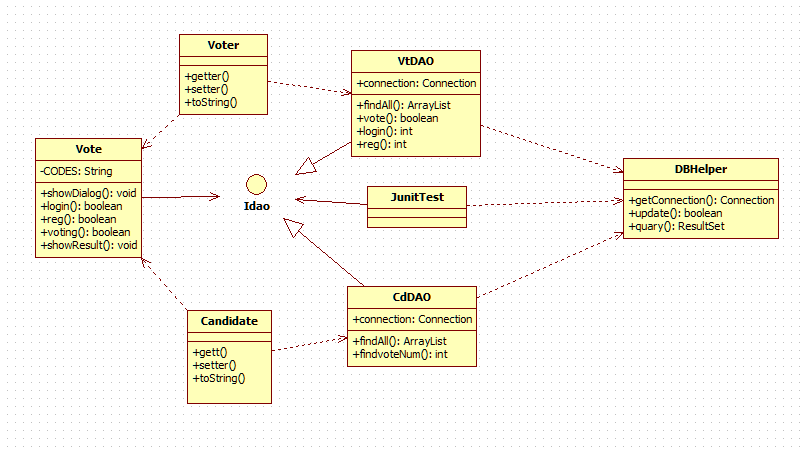 Voter
+getter()
+setter()
+toString()
VtDAO
+connection: Connection
+findAll(): ArrayList
+vote(): boolean
+login(): int
+reg(): int
Vote
-CODES: String
+showDialog(): void
+login(): boolean
+reg(): boolean
+voting(): boolean
+showResult(): void
Idao
JunitTest
DBHelper
+getConnection(): Connection
+update(): boolean
+quary(): ResultSet
Candidate
+gett()
+setter()
+toString()
CdDAO
+connection: Connection
+findAll(): ArrayList
+findvoteNum(): int